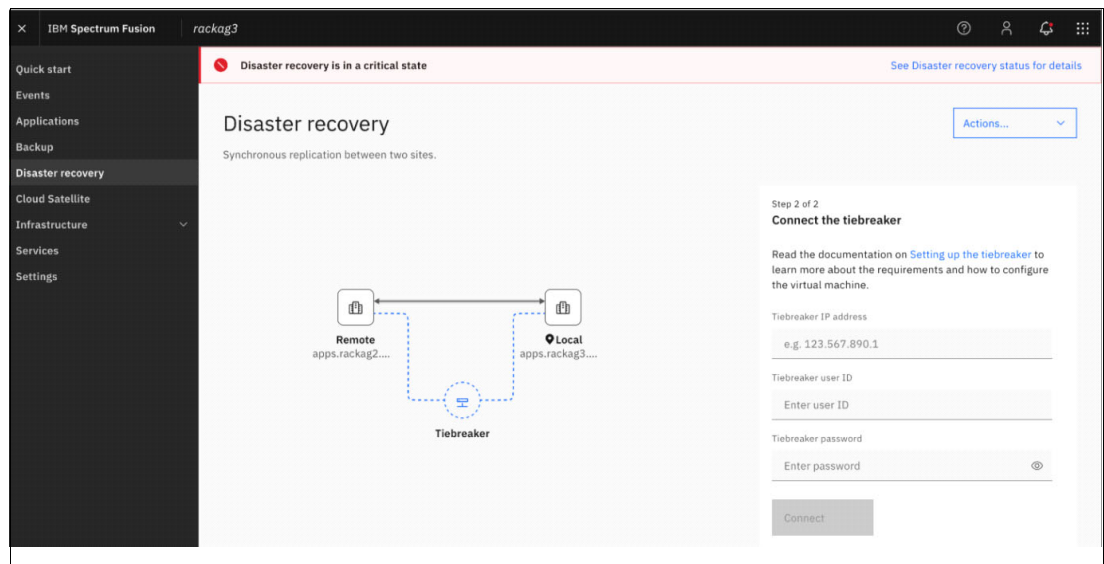 IBM Spectrum Fusion
rackag3
Quick start
Events
Applications
Backup
Disaster recovery
Cloud Satellite
Infrastructure
Services
Settings
Disaster recovery is in a critical state
See Disaster recovery status for details
Disaster recovery
Actions...
Synchronous replication between two sites.
Remote
apps.rackag2....
Local
apps.rackag3....
Tiebreaker
Step 2 of 2
Connect the tiebreaker
Read the documentation on Setting up the tiebreaker to
learn more about the requirements and how to configure
the virtual machine.
Tiebreaker IP address
e.g. 123.567.890.1
Tiebreaker user ID
Enter user ID
Tiebreaker password
Enter password
Connect